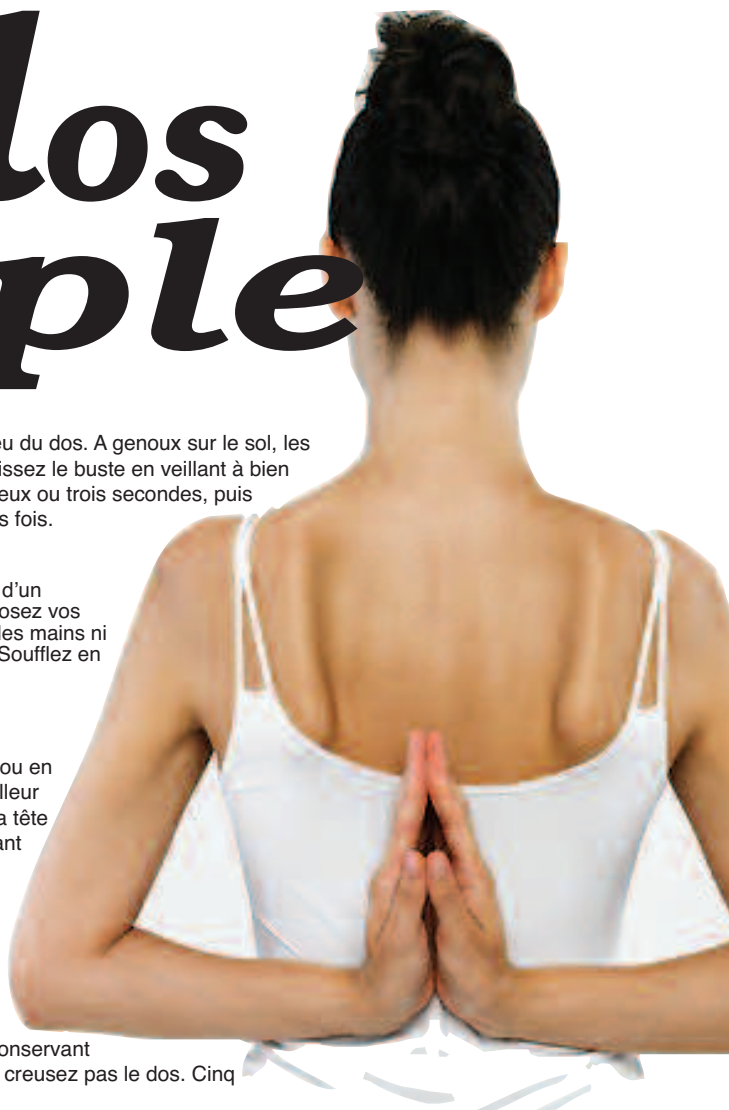 los
ple
eu du dos. A genoux sur le sol, les
issez le buste en veillant à bien
eux ou trois secondes, puis
s fois.
d'un
osez vos
les mains ni
Soufflez en
ou en
lleur
a tête
ant
onservant
creusez pas le dos. Cinq